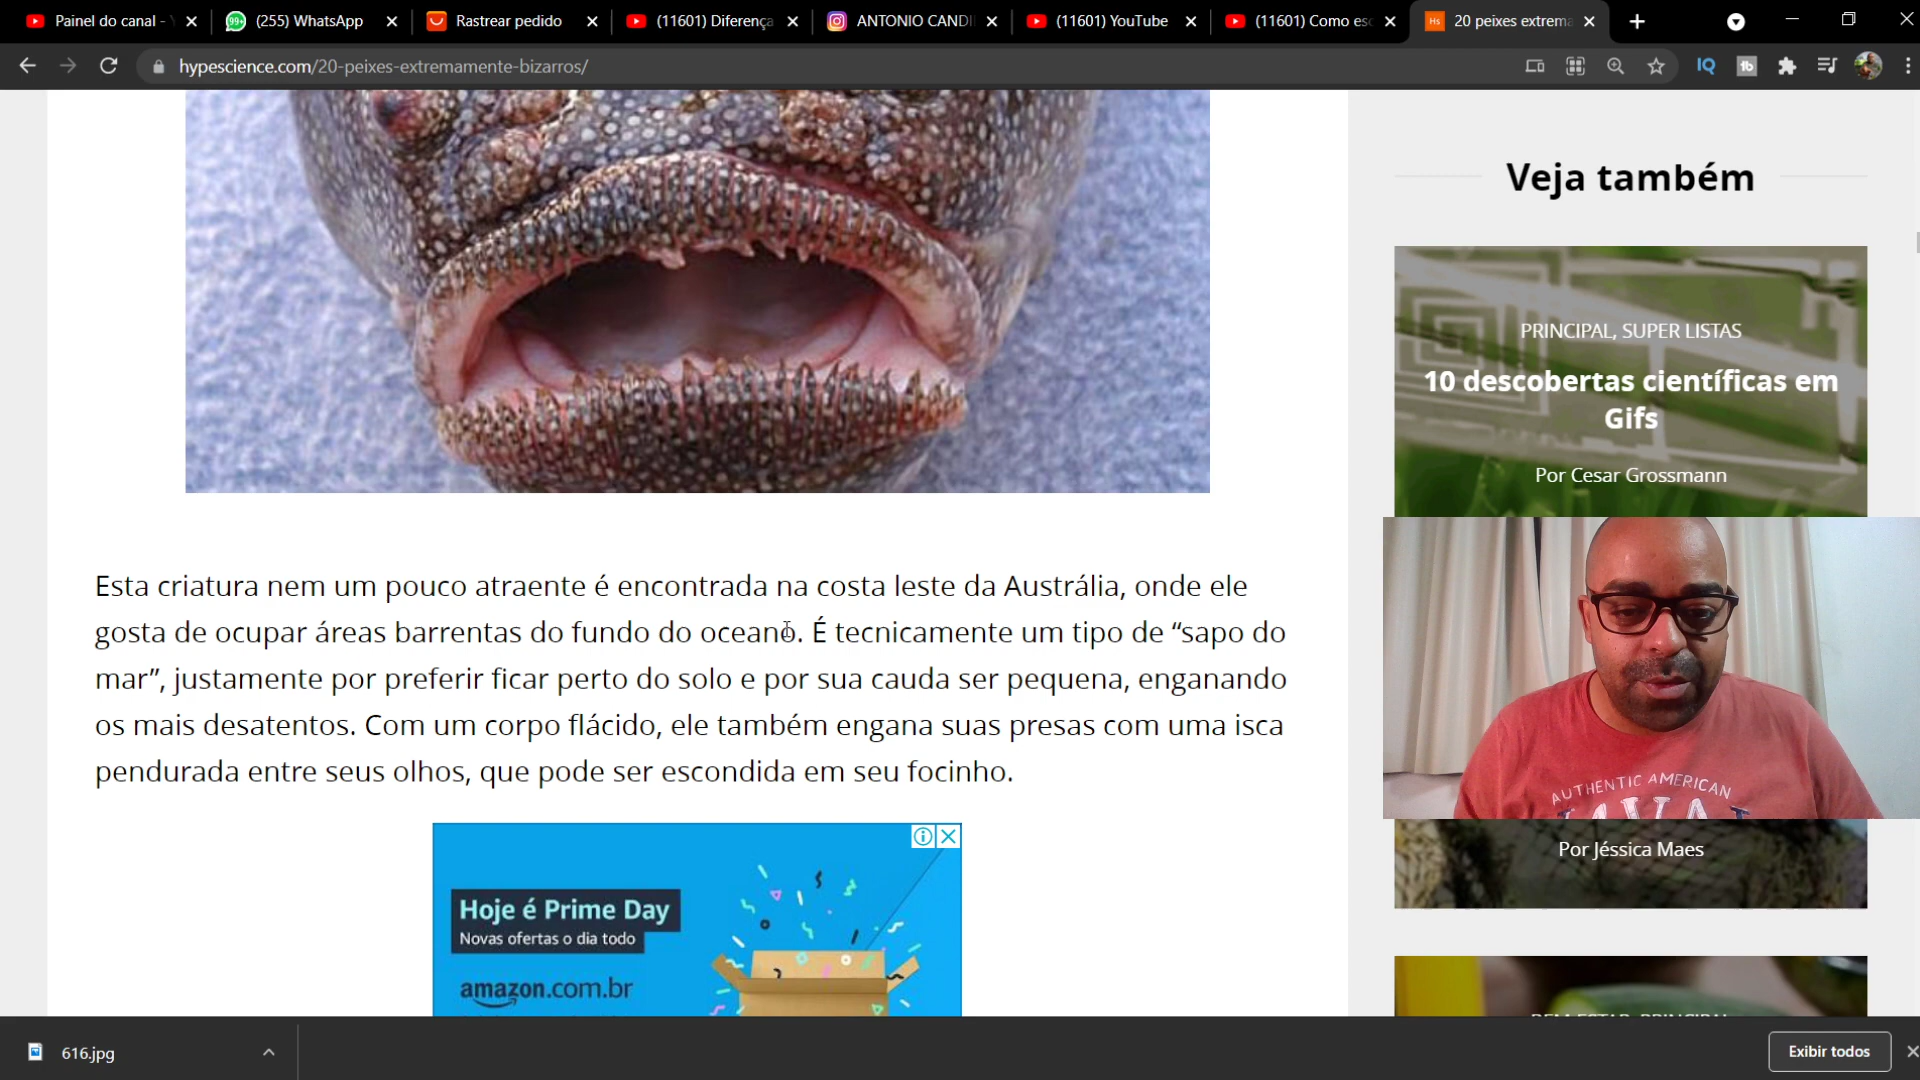 Painel do canal - Y
(255) WhatsApp
Rastrear pedido
(11601) Diferença
ANTONIO CANDI
(11601) YouTube
(11601) Como esc
20 peixes extrema
hypescience.com/20-peixes-extremamente-bizarros/
Veja também
PRINCIPAL, SUPER LISTAS
10 descobertas científicas em
Gifs
Por Cesar Grossmann
Esta criatura nem um pouco atraente é encontrada na costa leste da Austrália, onde ele
gosta de ocupar áreas barrentas do fundo do oceano. É tecnicamente um tipo de “sapo do
mar”, justamente por preferir ficar perto do solo e por sua cauda ser pequena, enganando
os mais desatentos. Com um corpo flácido, ele também engana suas presas com uma isca
pendurada entre seus olhos, que pode ser escondida em seu focinho.
AUTHENTIC AMERICAN
Por Jéssica Maes
Hoje é Prime Day
Novas ofertas o dia todo
amazon.com.br
BEM-ESTAR, PRINCIPAL
616.jpg
Exibir todos